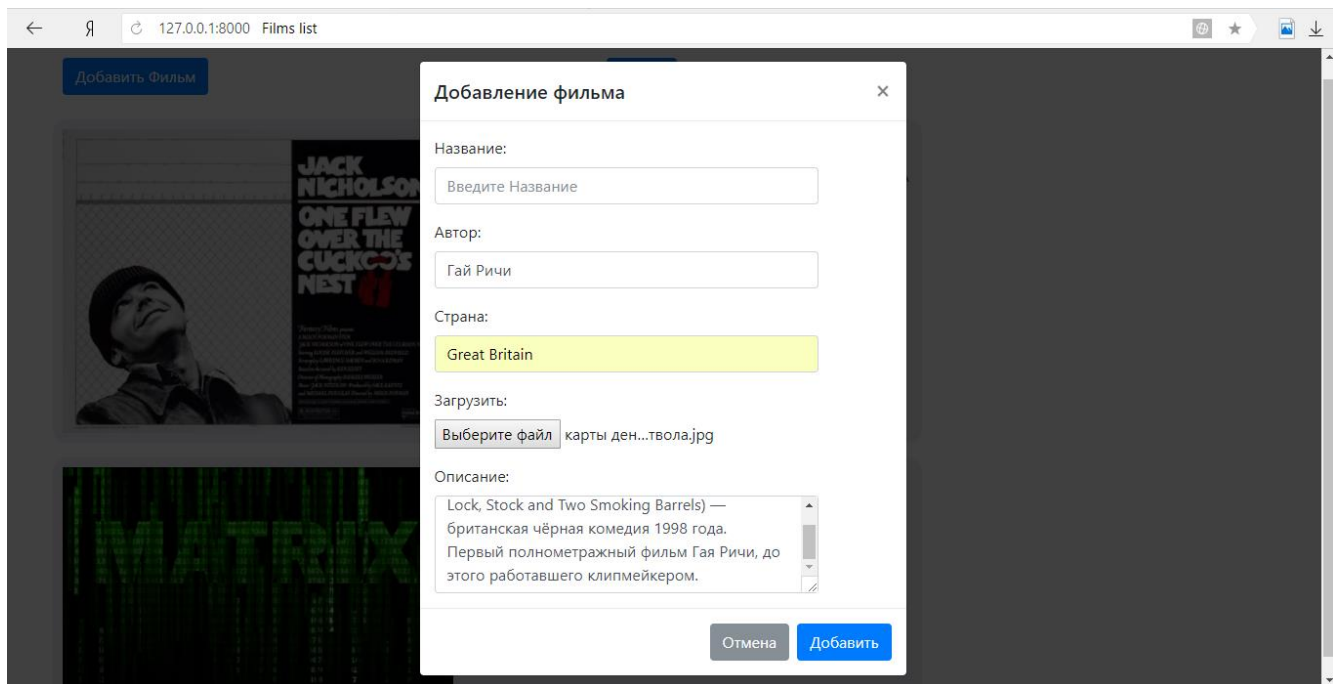 Я 127.0.0.1:8000 Films list
Добавить Фильм
Добавление фильма ×
Название:
Введите Название
Автор:
Гай Ричи
Страна:
Great Britain
Загрузить:
Выберите файл карты ден...твола.jpg
Описание:
Lock, Stock and Two Smoking Barrels) —
британская чёрная комедия 1998 года.
Первый полнометражный фильм Гая Ричи, до
этого работавшего клипмейкером.
Отмена Добавить
JACK
NICHOLSON
ONE FLEW
OVER THE
CUCKOO'S
NEST
MATRIX